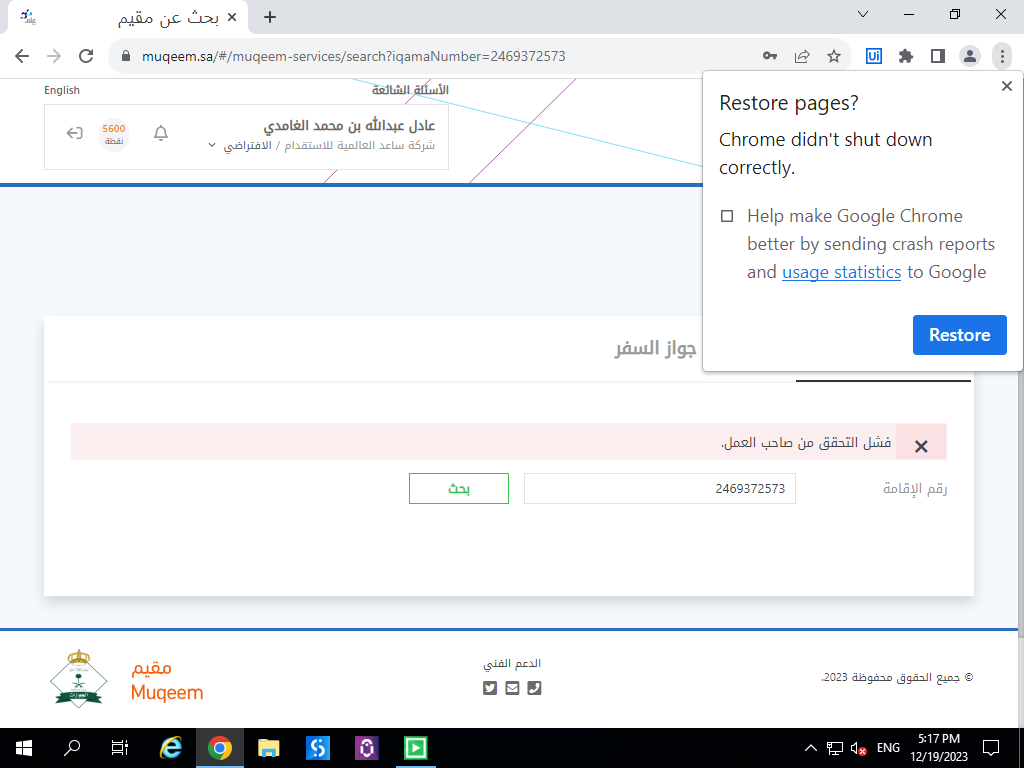 بحث عن مقيم
muqeem.sa/#/muqeem-services/search?iqamaNumber=2469372573
English
الأسئلة الشائعة
5600
نقطة
عادل عبدالله بن محمد الغامدي
شركة ساعد العالمية للاستقدام / الافتراضي
Restore pages?
Chrome didn't shut down
correctly.
Help make Google Chrome
better by sending crash reports
and usage statistics to Google
Restore
جواز السفر
فشل التحقق من صاحب العمل.
رقم الإقامة
2469372573
بحث
مقيم
Muqeem
الدعم الفني
© جميع الحقوق محفوظة 2023.
ENG
5:17 PM
12/19/2023